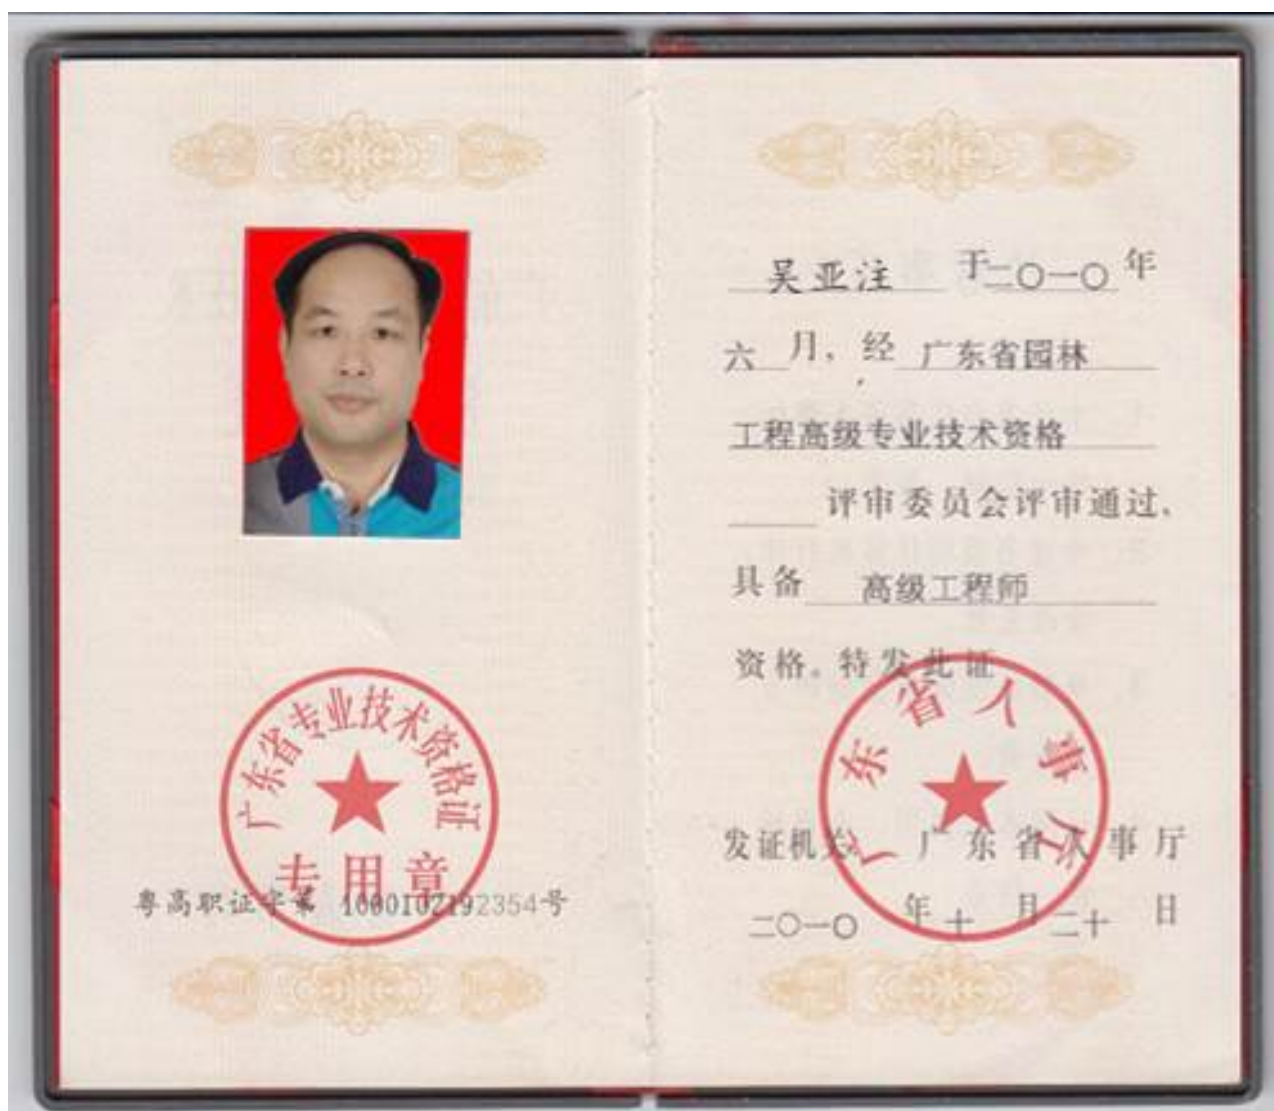 广东省专业技术资格证
专用章
粤高职证字第 1000102192354号
吴亚注 于二〇一〇年
六 月，经 广东省园林
工程高级专业技术资格
评审委员会评审通过，
具备 高级工程师
资格。特发此证
广东省人事厅
发证机关： 广东省人事厅
二〇一〇 年 十 月 二十 日